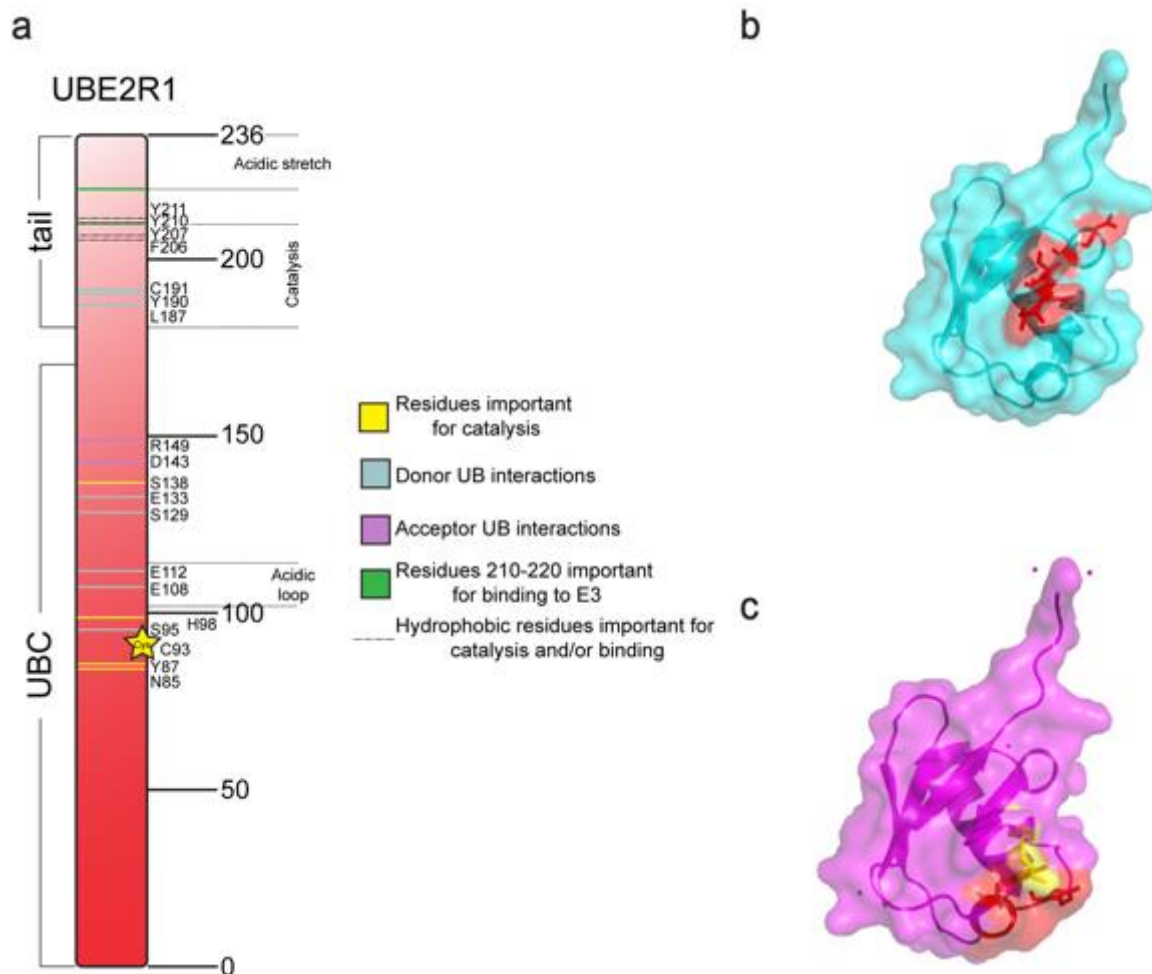 a
UBE2R1
tail
UBC
236
200
150
100
50
0
Acidic stretch
Catalysis
Y211
Y210
Y207
F206
C191
Y190
L187
R149
D143
S138
E133
S129
E112
E108
Acidic
loop
S95
H98
C93
Y87
N85
Residues important
for catalysis
Donor UB interactions
Acceptor UB interactions
Residues 210-220 important
for binding to E3
Hydrophobic residues important for
catalysis and/or binding
b
c